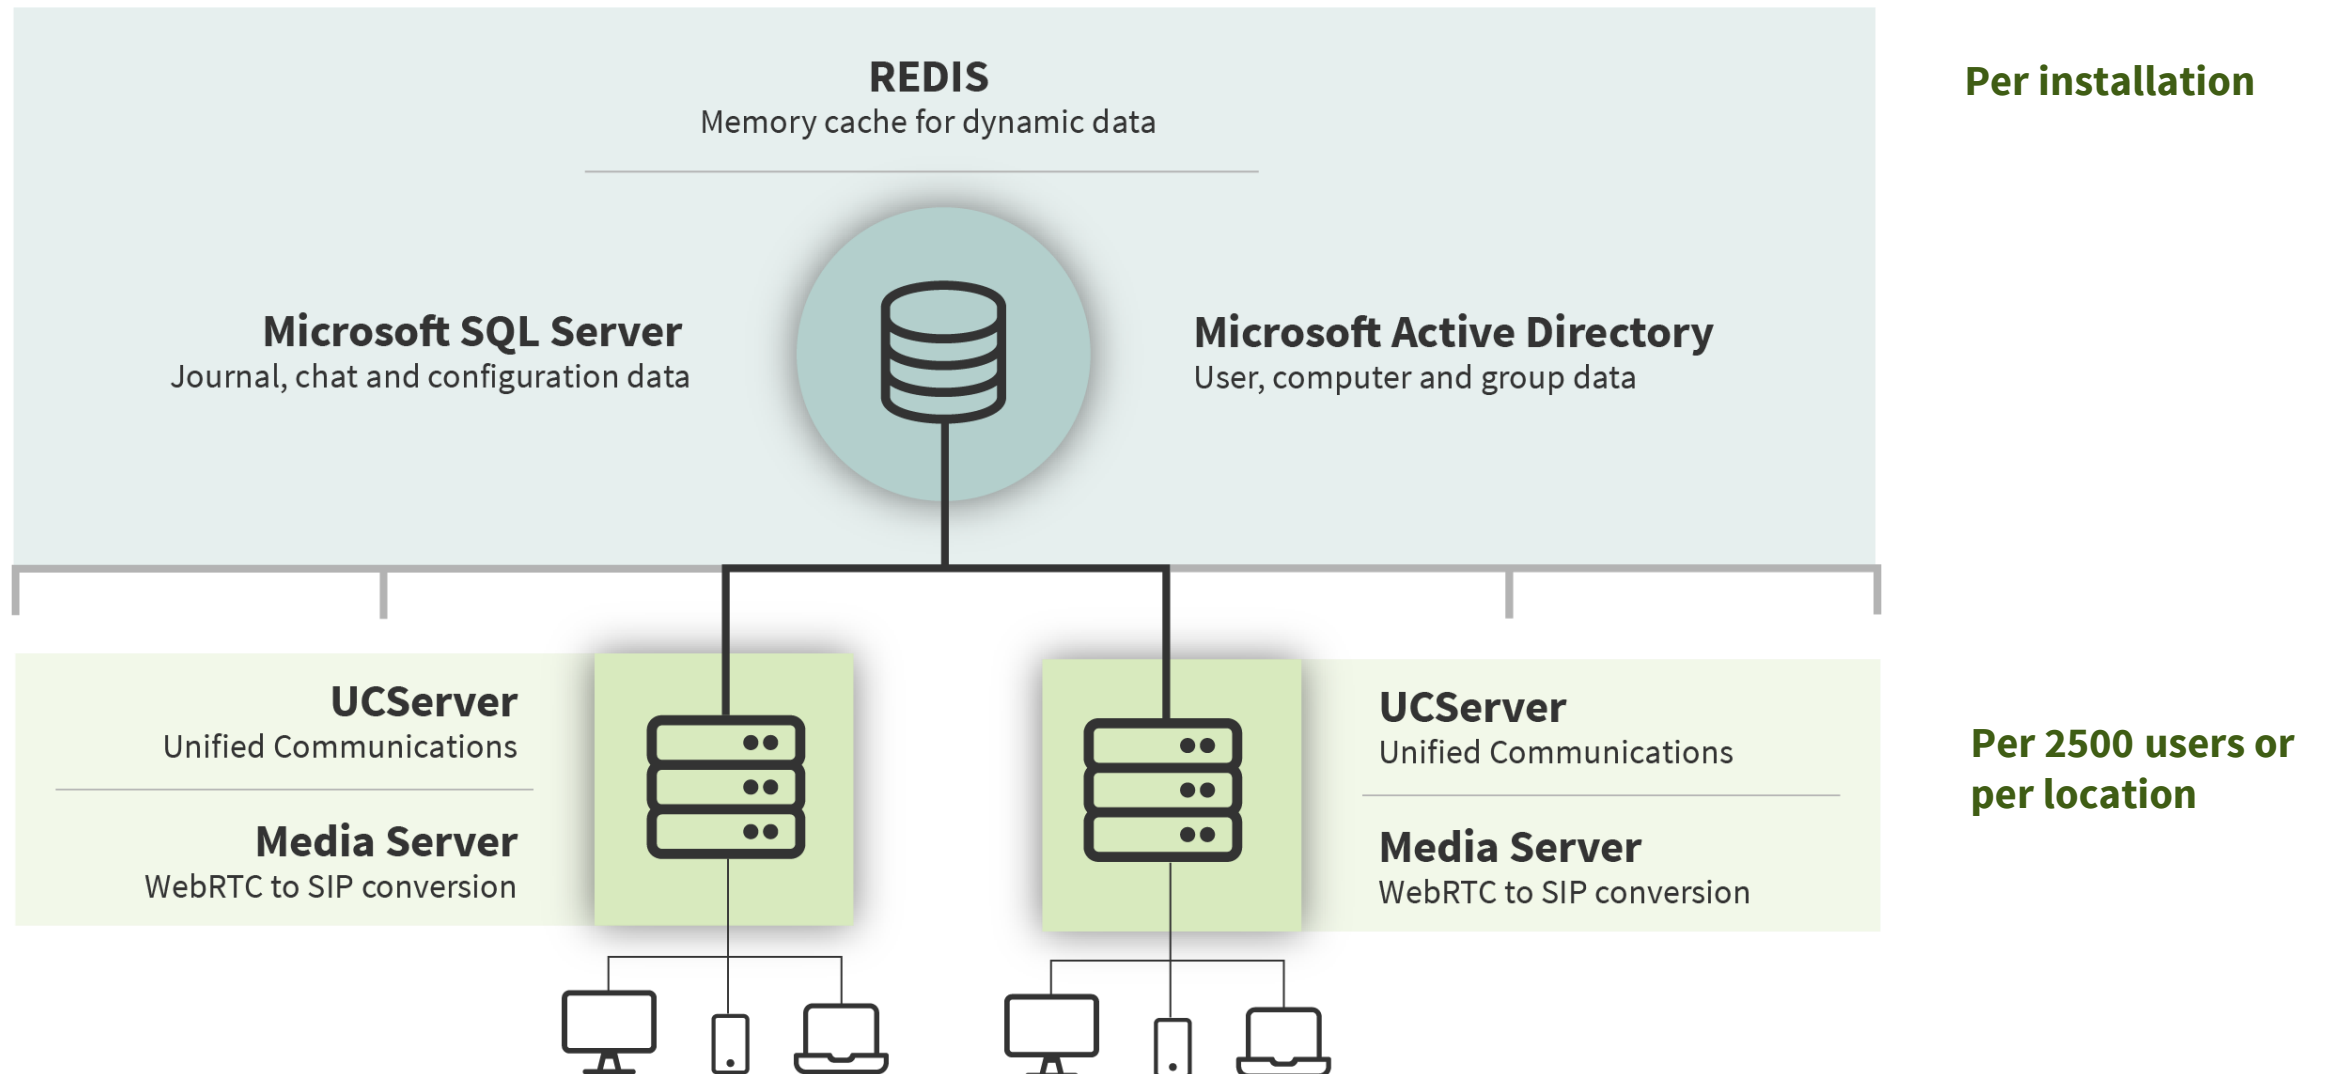 REDIS
Memory cache for dynamic data
Per installation
Microsoft SQL Server
Journal, chat and configuration data
Microsoft Active Directory
User, computer and group data
UCServer
Unified Communications
Media Server
WebRTC to SIP conversion
UCServer
Unified Communications
Media Server
WebRTC to SIP conversion
Per 2500 users or
per location